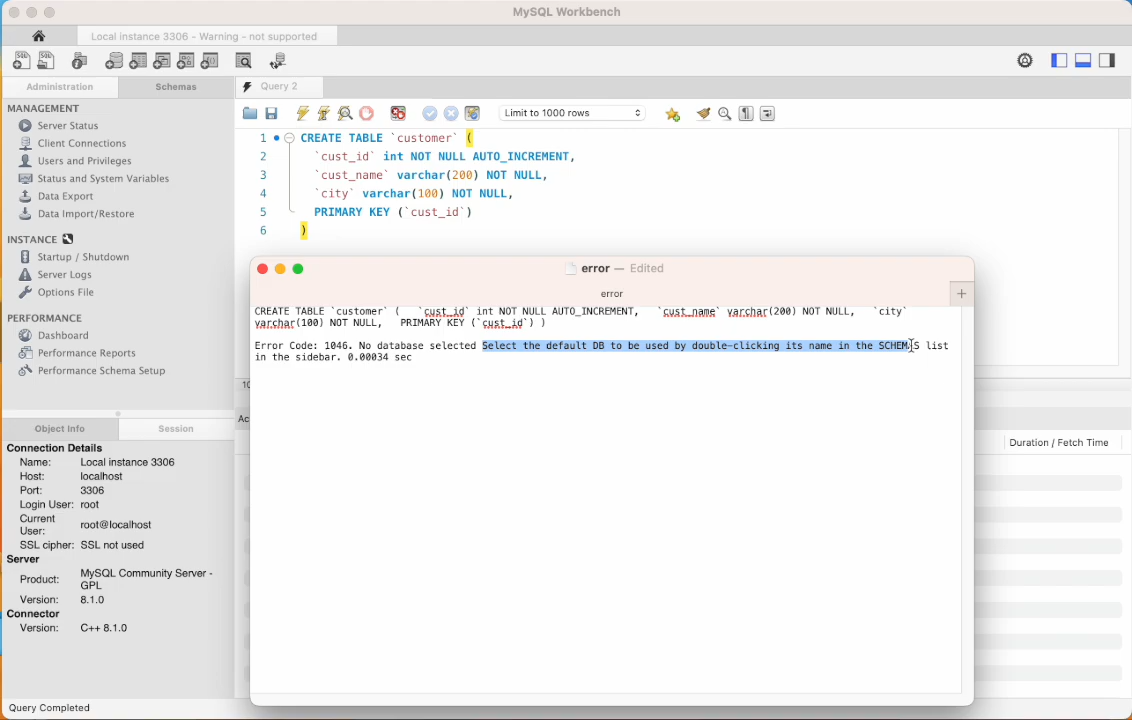 MySQL Workbench
Local instance 3306 - Warning - not supported
Administration
Schemas
Query 2
MANAGEMENT
Server Status
Client Connections
Users and Privileges
Status and System Variables
Data Export
Data Import/Restore
INSTANCE
Startup / Shutdown
Server Logs
Options File
PERFORMANCE
Dashboard
Performance Reports
Performance Schema Setup
Limit to 1000 rows
1 CREATE TABLE `customer` (
2 `cust_id` int NOT NULL AUTO_INCREMENT,
3 `cust_name` varchar(200) NOT NULL,
4 `city` varchar(100) NOT NULL,
5 PRIMARY KEY (`cust_id`)
6 )
error — Edited
error
+
CREATE TABLE `customer` (   `cust_id` int NOT NULL AUTO_INCREMENT,   `cust_name` varchar(200) NOT NULL,   `city`
varchar(100) NOT NULL,   PRIMARY KEY (`cust_id`) )
Error Code: 1046. No database selected Select the default DB to be used by double-clicking its name in the SCHEMAS list
in the sidebar. 0.00034 sec
Duration / Fetch Time
Object Info
Session
Connection Details
Name: Local instance 3306
Host: localhost
Port: 3306
Login User: root
Current
User: root@localhost
SSL cipher: SSL not used
Server
Product: MySQL Community Server -
GPL
Version: 8.1.0
Connector
Version: C++ 8.1.0
Query Completed